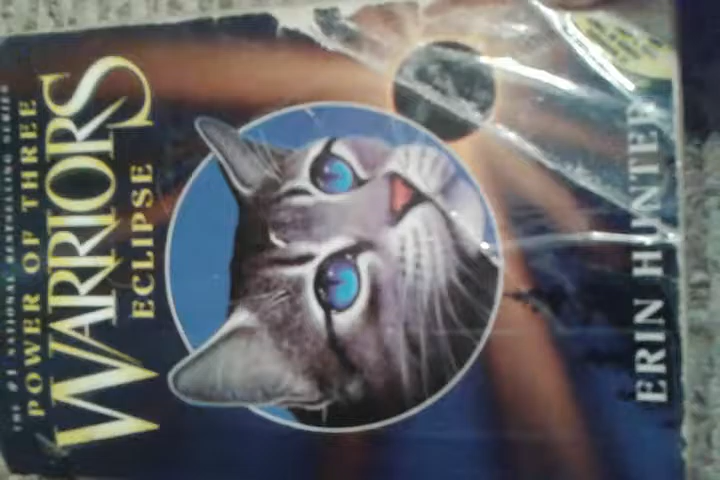 THE #1 NATIONAL BESTSELLING SERIES
POWER OF THREE
WARRIORS
ECLIPSE
ERIN HUNTER